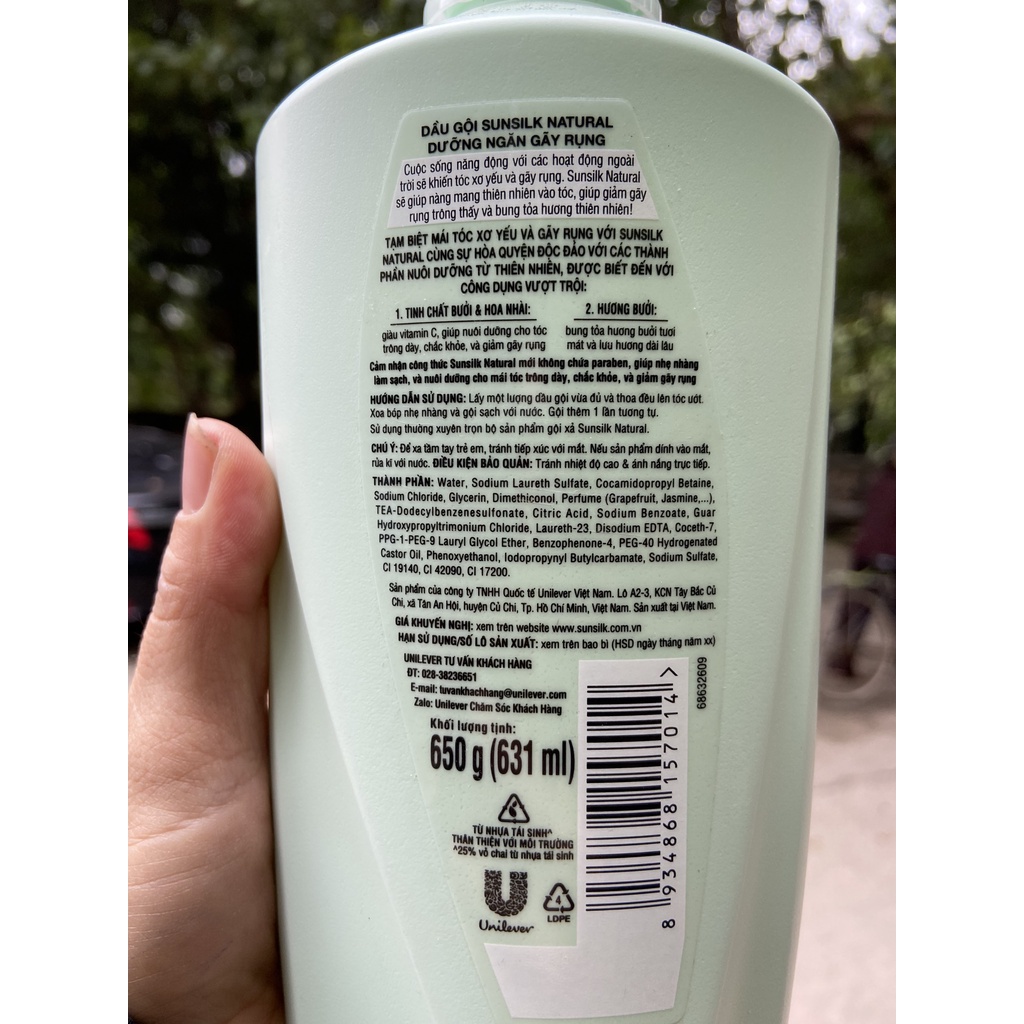 DẦU GỘI SUNSILK NATURAL
DƯỠNG NGĂN GÃY RỤNG
Cuộc sống năng động với các hoạt động ngoài
trời sẽ khiến tóc xơ yếu và gãy rụng. Sunsilk Natural
sẽ giúp nàng mang thiên nhiên vào tóc, giúp giảm gãy
rụng trông thấy và bung tỏa hương thiên nhiên!
TẠM BIỆT MÁI TÓC XƠ YẾU VÀ GÃY RỤNG VỚI SUNSILK
NATURAL CÙNG SỰ HÒA QUYỆN ĐỘC ĐÁO VỚI CÁC THÀNH
PHẦN NUÔI DƯỠNG TỪ THIÊN NHIÊN, ĐƯỢC BIẾT ĐẾN VỚI
CÔNG DỤNG VƯỢT TRỘI:
1. TINH CHẤT BƯỞI & HOA NHÀI:
giàu vitamin C, giúp nuôi dưỡng cho tóc
trông dày, chắc khỏe, và giảm gãy rụng
2. HƯƠNG BƯỞI:
bung tỏa hương bưởi tươi
mát và lưu hương dài lâu
Cảm nhận công thức Sunsilk Natural mới không chứa paraben, giúp nhẹ nhàng
làm sạch, và nuôi dưỡng cho mái tóc trông dày, chắc khỏe, và giảm gãy rụng
HƯỚNG DẪN SỬ DỤNG: Lấy một lượng dầu gội vừa đủ và thoa đều lên tóc ướt.
Xoa bóp nhẹ nhàng và gội sạch với nước. Gội thêm 1 lần tương tự.
Sử dụng thường xuyên trọn bộ sản phẩm gội xả Sunsilk Natural.
CHÚ Ý: Để xa tầm tay trẻ em, tránh tiếp xúc với mắt. Nếu sản phẩm dính vào mắt,
rửa kĩ với nước. ĐIỀU KIỆN BẢO QUẢN: Tránh nhiệt độ cao & ánh nắng trực tiếp.
THÀNH PHẦN: Water, Sodium Laureth Sulfate, Cocamidopropyl Betaine,
Sodium Chloride, Glycerin, Dimethiconol, Perfume (Grapefruit, Jasmine,...),
TEA-Dodecylbenzenesulfonate, Citric Acid, Sodium Benzoate, Guar
Hydroxypropyltrimonium Chloride, Laureth-23, Disodium EDTA, Coceth-7,
PPG-1-PEG-9 Lauryl Glycol Ether, Benzophenone-4, PEG-40 Hydrogenated
Castor Oil, Phenoxyethanol, Iodopropynyl Butylcarbamate, Sodium Sulfate,
CI 19140, CI 42090, CI 17200.
Sản phẩm của công ty TNHH Quốc tế Unilever Việt Nam. Lô A2-3, KCN Tây Bắc Củ
Chi, xã Tân An Hội, huyện Củ Chi, Tp. Hồ Chí Minh, Việt Nam. Sản xuất tại Việt Nam.
GIÁ KHUYẾN NGHỊ: xem trên website www.sunsilk.com.vn
HẠN SỬ DỤNG/SỐ LÔ SẢN XUẤT: xem trên bao bì (HSD ngày tháng năm xx)
UNILEVER TƯ VẤN KHÁCH HÀNG
ĐT: 028-38236651
E-mail: tuvankhachhang@unilever.com
Zalo: Unilever Chăm Sóc Khách Hàng
Khối lượng tịnh:
650 g (631 ml)
TỪ NHỰA TÁI SINH^
THÂN THIỆN VỚI MÔI TRƯỜNG
^25% vỏ chai từ nhựa tái sinh
Unilever
4
LDPE
8 934868 157014 >
68632609